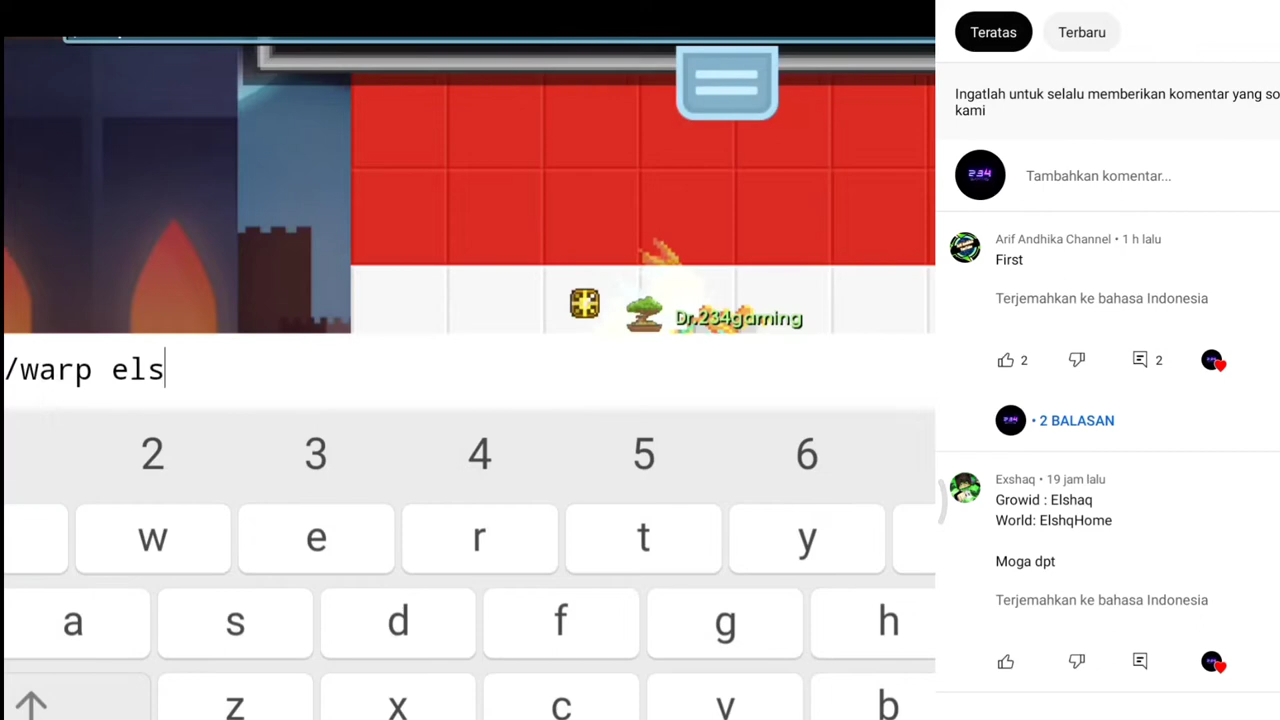 Dr.234gaming
/warp els
2 3 4 5 6
w e r t y
a s d f g h
z x c v b
Teratas Terbaru
Ingatlah untuk selalu memberikan komentar yang so
kami
234
Tambahkan komentar...
Arif Andhika Channel • 1 h lalu
First
Terjemahkan ke bahasa Indonesia
2 2
• 2 BALASAN
Exshaq • 19 jam lalu
Growid : Elshaq
World: ElshqHome
Moga dpt
Terjemahkan ke bahasa Indonesia